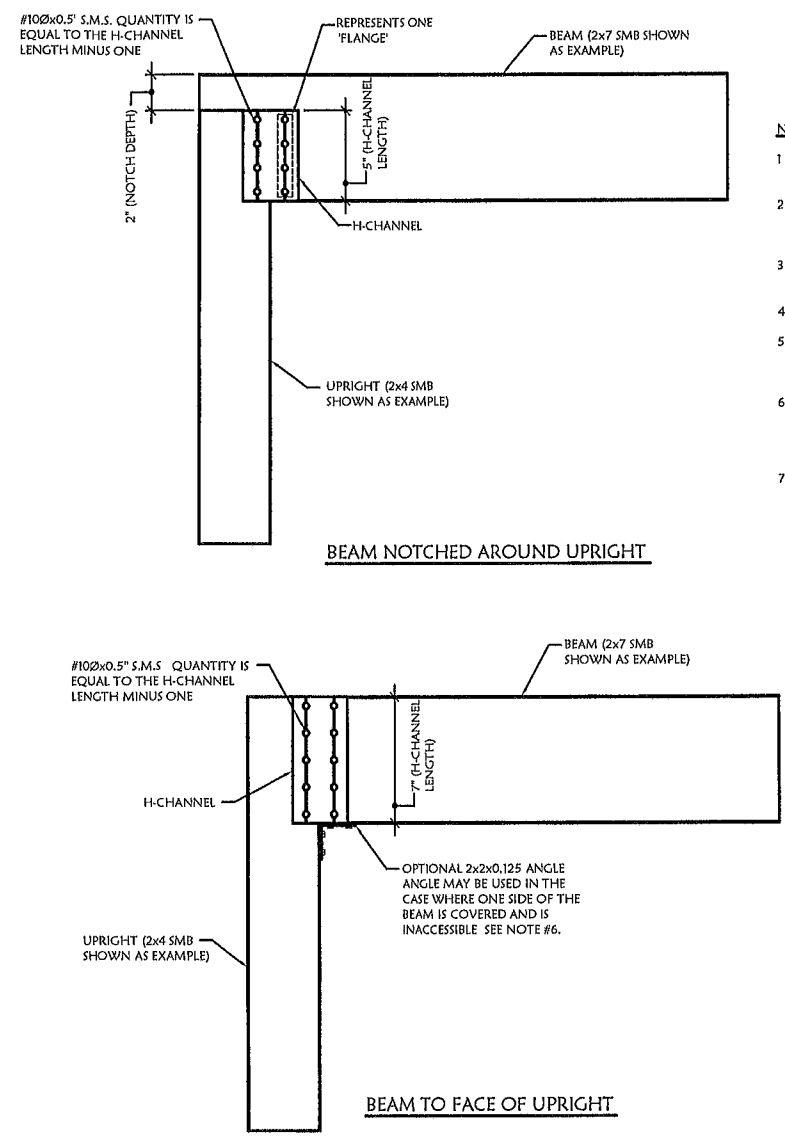 #10Øx0.5' S.M.S. QUANTITY IS
EQUAL TO THE H-CHANNEL
LENGTH MINUS ONE
REPRESENTS ONE
'FLANGE'
BEAM (2x7 SMB SHOWN
AS EXAMPLE)
2" (NOTCH DEPTH)
5" (H-CHANNEL
LENGTH)
H-CHANNEL
UPRIGHT (2x4 SMB
SHOWN AS EXAMPLE)
BEAM NOTCHED AROUND UPRIGHT
N
1
2
3
4
5
6
7
#10Øx0.5" S.M.S QUANTITY IS
EQUAL TO THE H-CHANNEL
LENGTH MINUS ONE
BEAM (2x7 SMB
SHOWN AS EXAMPLE)
7" (H-CHANNEL
LENGTH)
H-CHANNEL
OPTIONAL 2x2x0.125 ANGLE
ANGLE MAY BE USED IN THE
CASE WHERE ONE SIDE OF THE
BEAM IS COVERED AND IS
INACCESSIBLE SEE NOTE #6.
UPRIGHT (2x4 SMB
SHOWN AS EXAMPLE)
BEAM TO FACE OF UPRIGHT